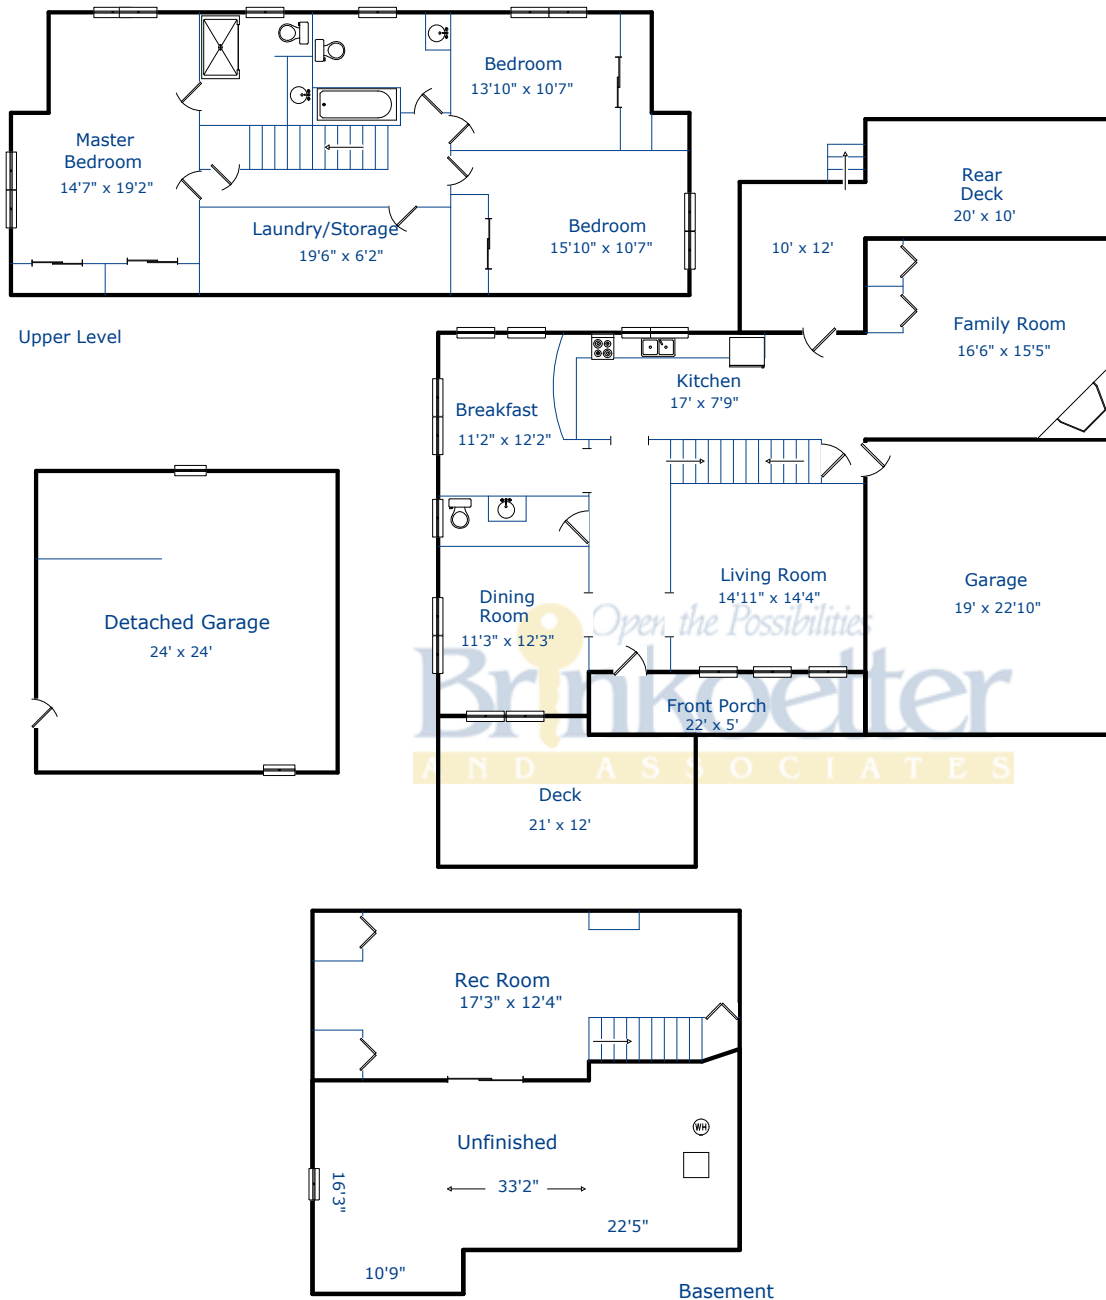 Bedroom
13'10" x 10'7"
Master
Bedroom
14'7" x 19'2"
Laundry/Storage
19'6" x 6'2"
Bedroom
15'10" x 10'7"
Upper Level
Rear
Deck
20' x 10'
10' x 12'
Family Room
16'6" x 15'5"
Kitchen
17' x 7'9"
Breakfast
11'2" x 12'2"
Living Room
14'11" x 14'4"
Garage
19' x 22'10"
Dining
Room
11'3" x 12'3"
Detached Garage
24' x 24'
Open the Possibilities
Brinkoetter
AND ASSOCIATES
Front Porch
22' x 5'
Deck
21' x 12'
Rec Room
17'3" x 12'4"
WH
Unfinished
16'3"
33'2"
22'5"
10'9"
Basement